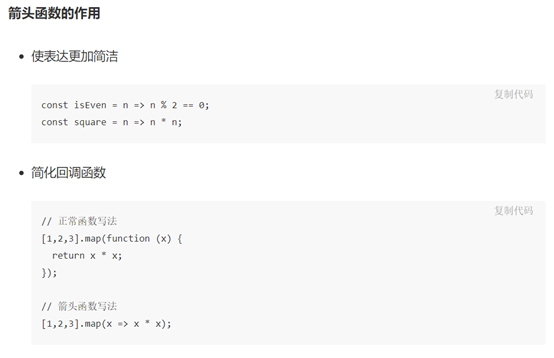 箭头函数的作用
使表达更加简洁
复制代码
const isEven = n => n % 2 == 0;
const square = n => n * n;
简化回调函数
复制代码
// 正常函数写法
[1,2,3].map(function (x) {
  return x * x;
});
// 箭头函数写法
[1,2,3].map(x => x * x);